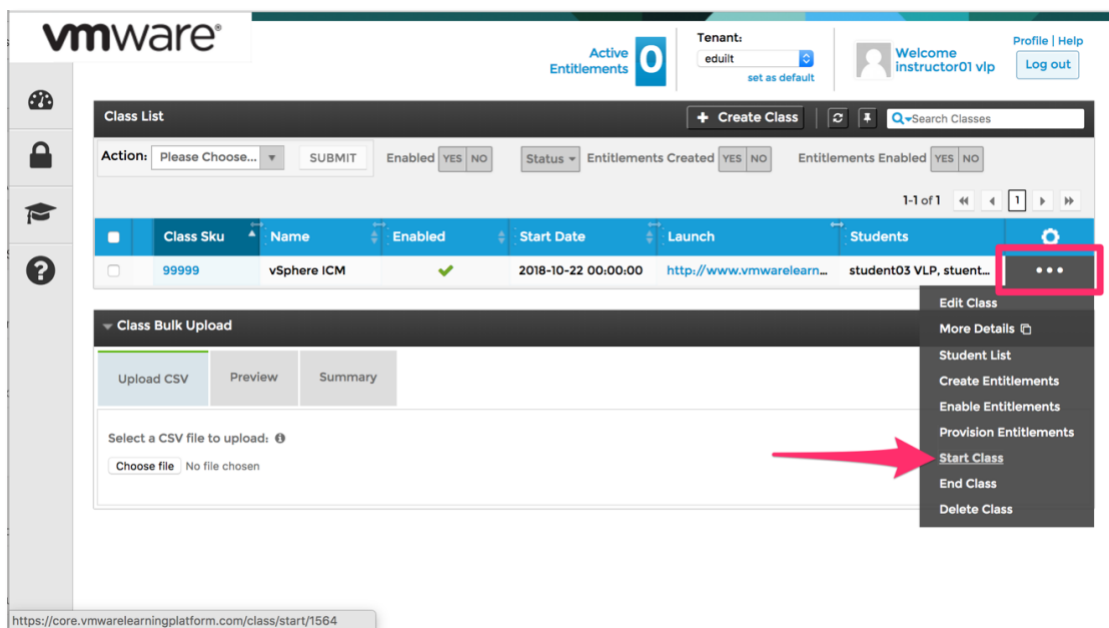 vmware®
Active
Entitlements
0
Tenant:
eduilt
set as default
Welcome
instructor01 vlp
Profile | Help
Log out
Class List
+ Create Class
Search Classes
Action: Please Choose... SUBMIT Enabled YES NO Status Entitlements Created YES NO Entitlements Enabled YES NO
1-1 of 1 1
Class Sku Name Enabled Start Date Launch Students
99999 vSphere ICM 2018-10-22 00:00:00 http://www.vmwarelearn... student03 VLP, stuent... •••
Edit Class
More Details
Student List
Create Entitlements
Enable Entitlements
Provision Entitlements
Start Class
End Class
Delete Class
Class Bulk Upload
Upload CSV Preview Summary
Select a CSV file to upload:
Choose file No file chosen
https://core.vmwarelearningplatform.com/class/start/1564